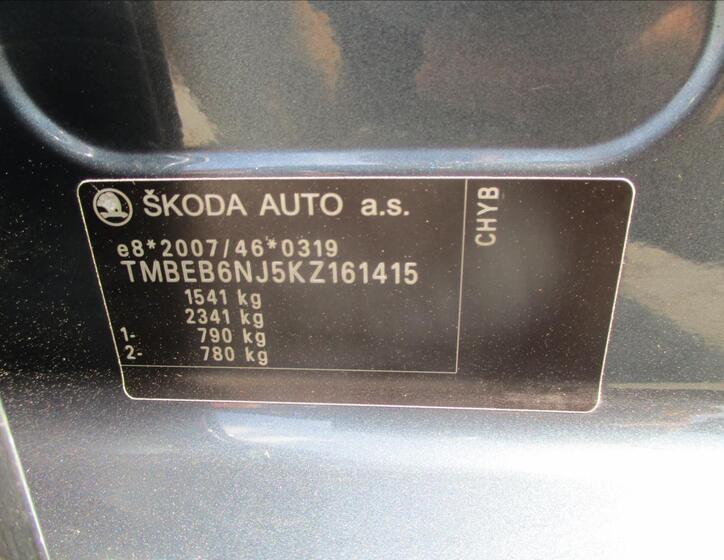 ŠKODA AUTO a.s.
e8*2007/46*0319
TMBEB6NJ5KZ161415
1541 kg
2341 kg
1- 790 kg
2- 780 kg
CHYB